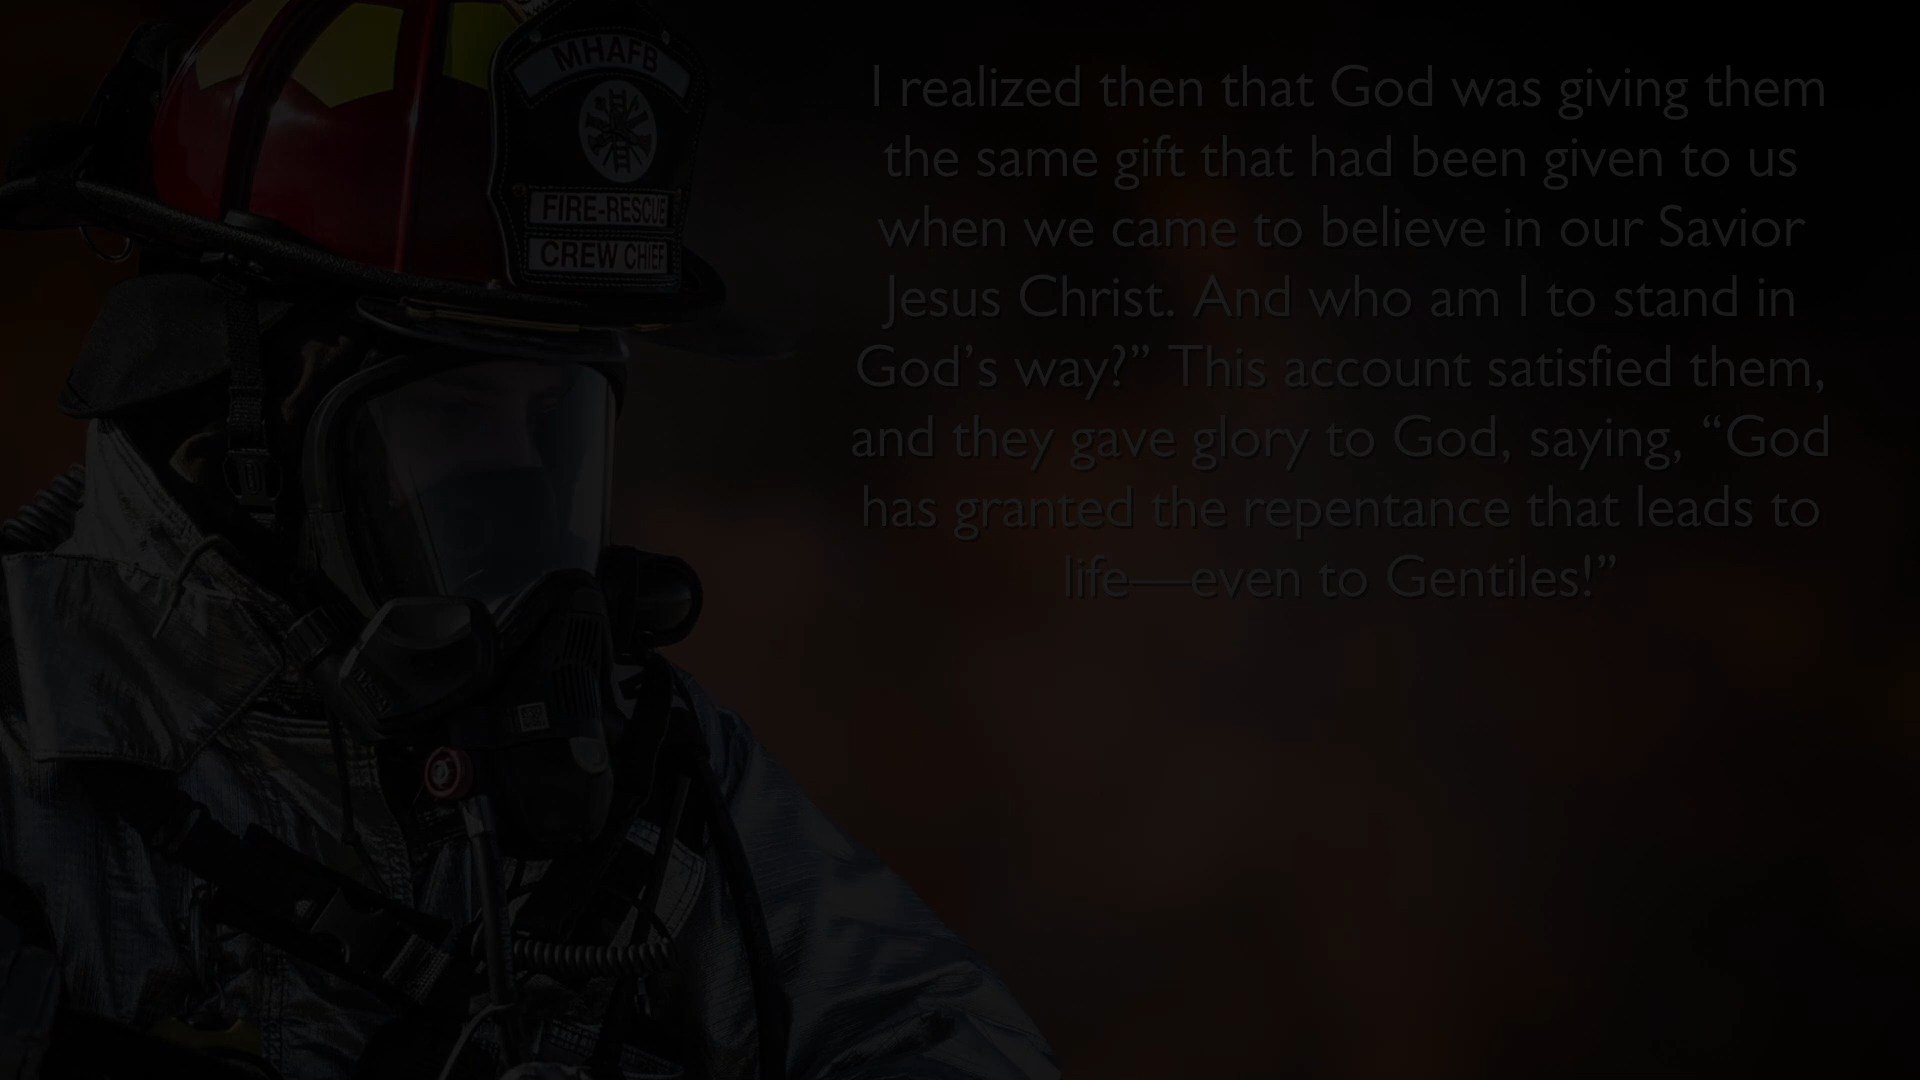 MHAFB
FIRE-RESCUE
CREW CHIEF
I realized then that God was giving them
the same gift that had been given to us
when we came to believe in our Savior
Jesus Christ. And who am I to stand in
God’s way?” This account satisfied them,
and they gave glory to God, saying, “God
has granted the repentance that leads to
life—even to Gentiles!”